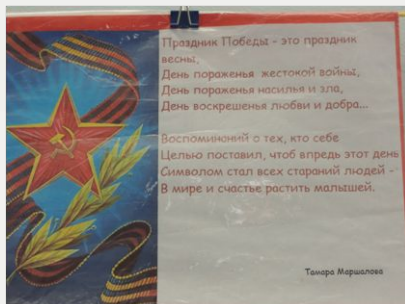 Праздник Победы - это праздник
весны,
День пораженья жестокой войны,
День пораженья насилья и зла,
День воскрешенья любви и добра...
Воспоминаний о тех, кто себе
Целью поставил, чтоб впредь этот день
Символом стал всех стараний людей -
В мире и счастье растить малышей.
Тамара Маршалова